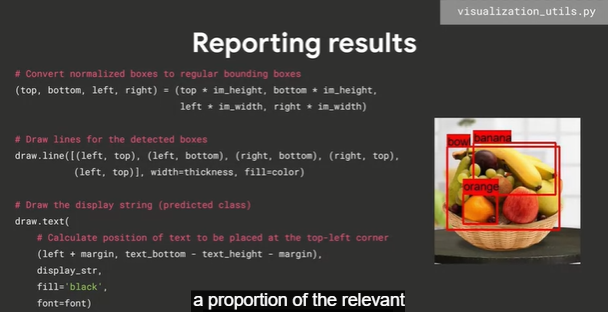 visualization_utils.py
Reporting results
# Convert normalized boxes to regular bounding boxes
(top, bottom, left, right) = (top * im_height, bottom * im_height,
left * im_width, right * im_width)
# Draw lines for the detected boxes
draw.line([(left, top), (left, bottom), (right, bottom), (right, top),
(left, top)], width=thickness, fill=color)
# Draw the display string (predicted class)
draw.text(
# Calculate position of text to be placed at the top-left corner
(left + margin, text_bottom - text_height - margin),
display_str,
fill='black',
font=font)
bowl
banana
orange
a proportion of the relevant